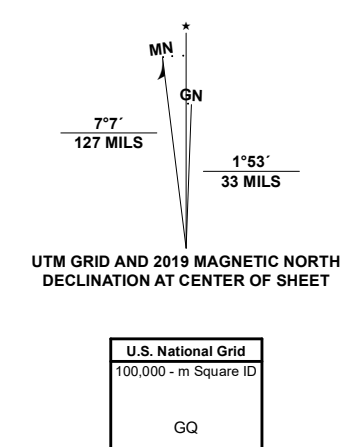 ★
MN
GN
7°7´
127 MILS
1°53´
33 MILS
UTM GRID AND 2019 MAGNETIC NORTH
DECLINATION AT CENTER OF SHEET
U.S. National Grid
100,000 - m Square ID
GQ